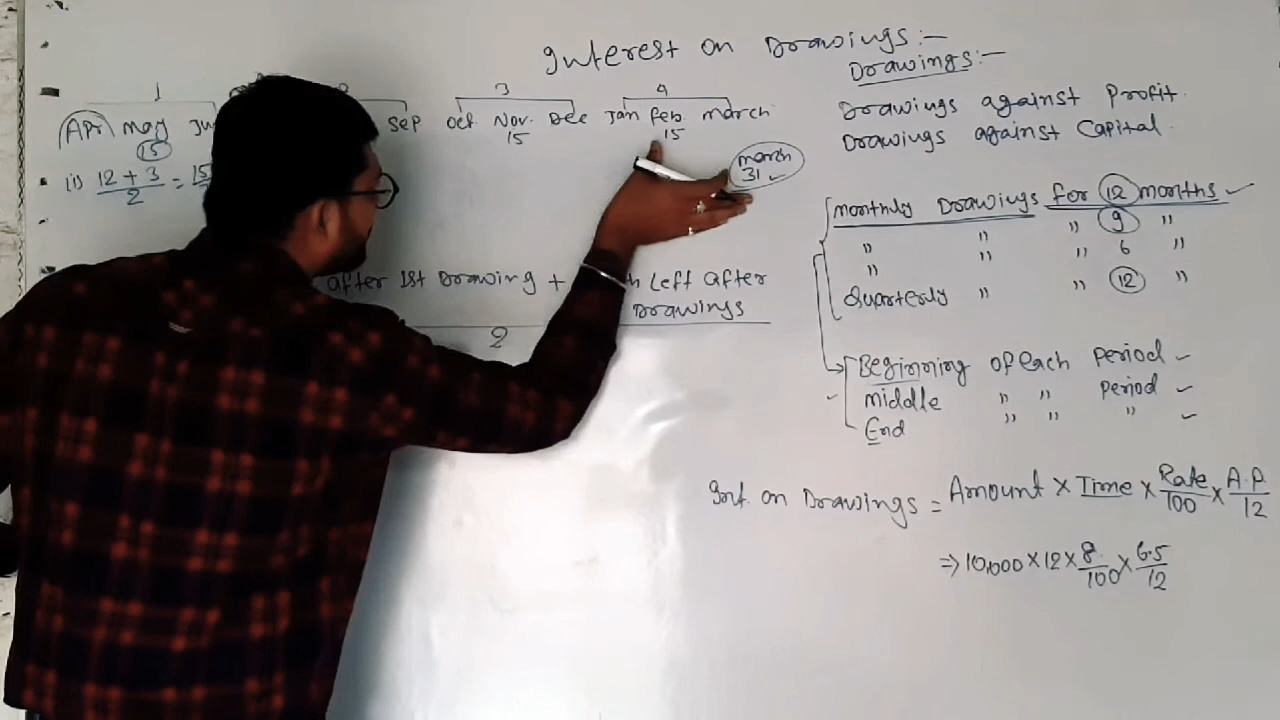 Interest on Drawings:-
Drawings:-
Drawings against Profit.
Drawings against Capital.
1 3 4
April may Sep Oct Nov. Dec Jan Feb. march
15 15 15
march
31 ✓
(i) 12 + 3 = 15
2
after 1st Drawing + Left after
Drawings
2
monthly Drawings for 12 months ✓
" " " 9 "
" " " 6 "
Quarterly " " 12 "
Beginning of each Period ✓
middle " " Period ✓
End " " " ✓
Int. on Drawings = Amount × Time × Rate/100 × A.P./12
⇒ 10,000 × 12 × 8/100 × 6.5/12